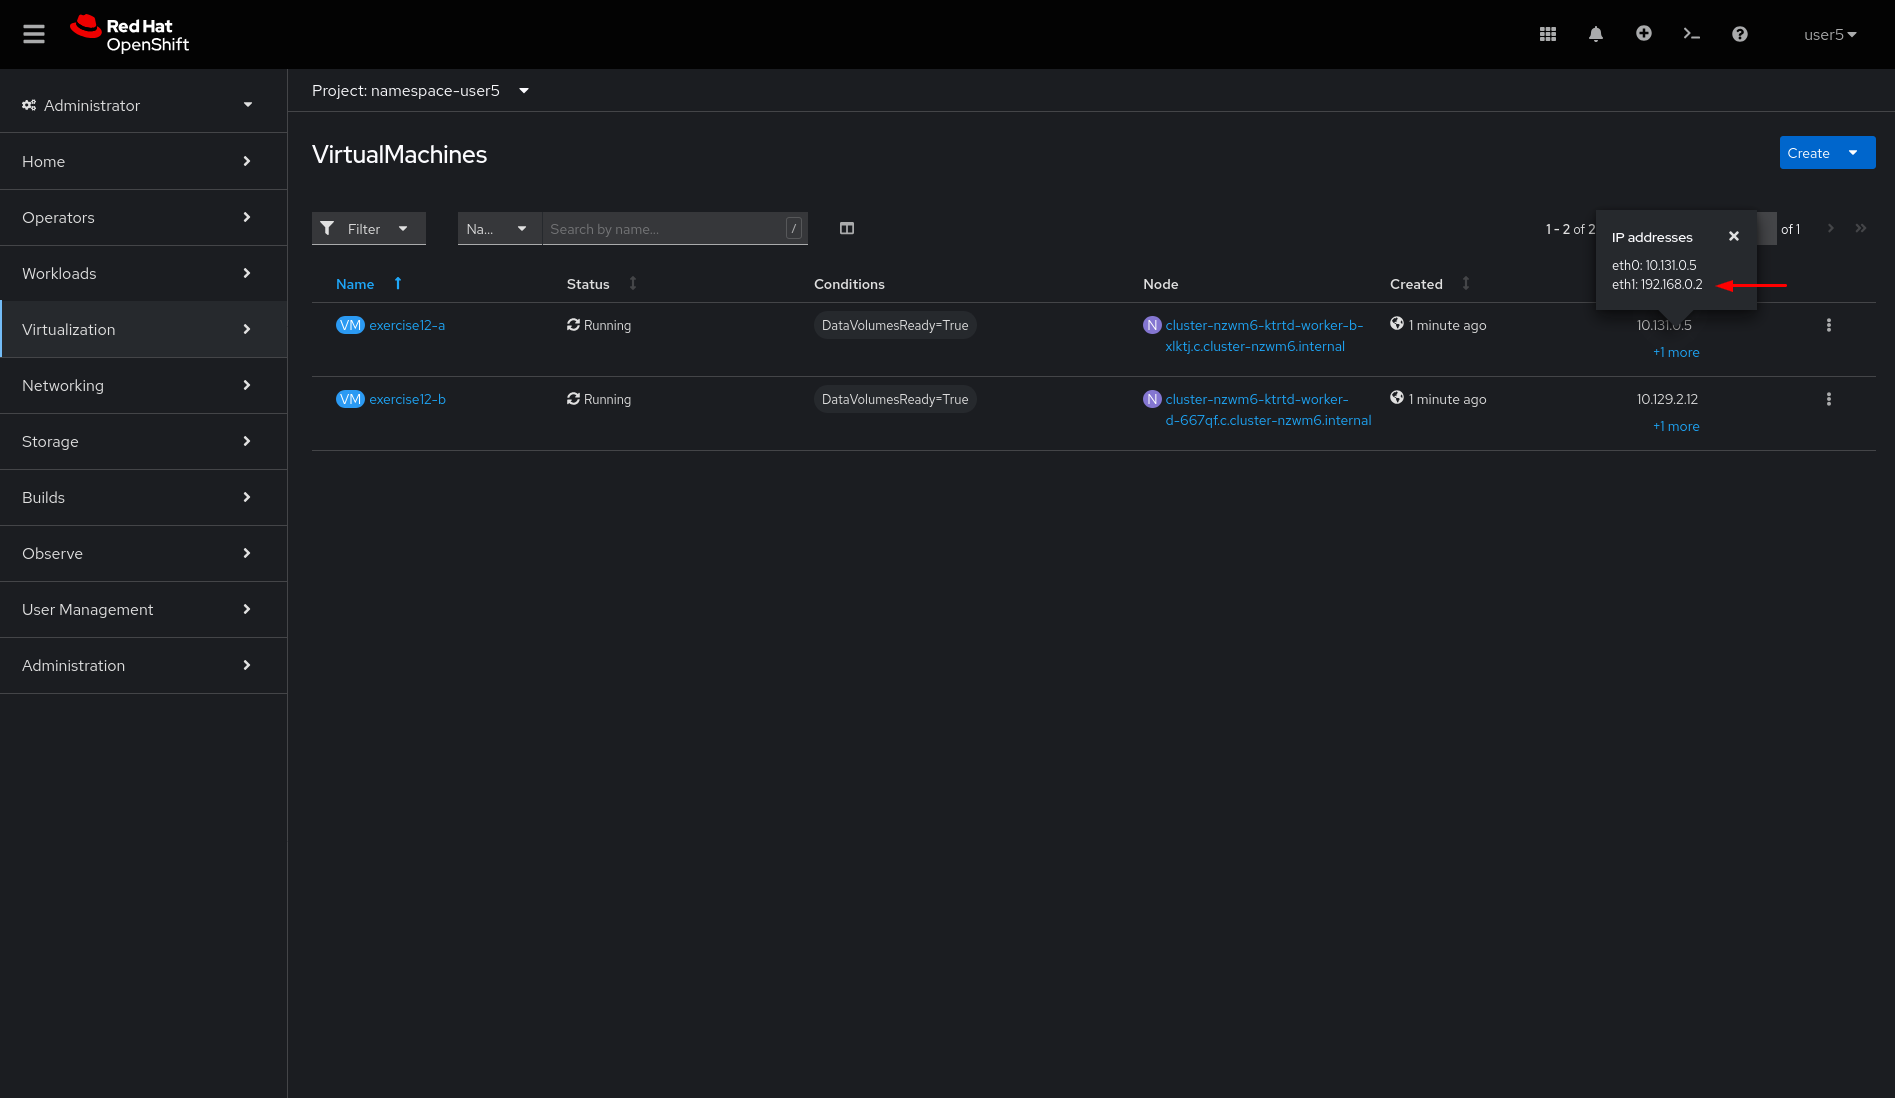 Red Hat
OpenShift
user5
Administrator
Home
Operators
Workloads
Virtualization
Networking
Storage
Builds
Observe
User Management
Administration
Project: namespace-user5
VirtualMachines
Create
Filter
Na...
Search by name...
/
1 - 2 of 2
of 1
IP addresses
eth0: 10.131.0.5
eth1: 192.168.0.2
Name
Status
Conditions
Node
Created
VM exercise12-a
Running
DataVolumesReady=True
N cluster-nzwm6-ktrtd-worker-b-
xlktj.c.cluster-nzwm6.internal
1 minute ago
10.131.0.5
+1 more
VM exercise12-b
Running
DataVolumesReady=True
N cluster-nzwm6-ktrtd-worker-
d-667qf.c.cluster-nzwm6.internal
1 minute ago
10.129.2.12
+1 more